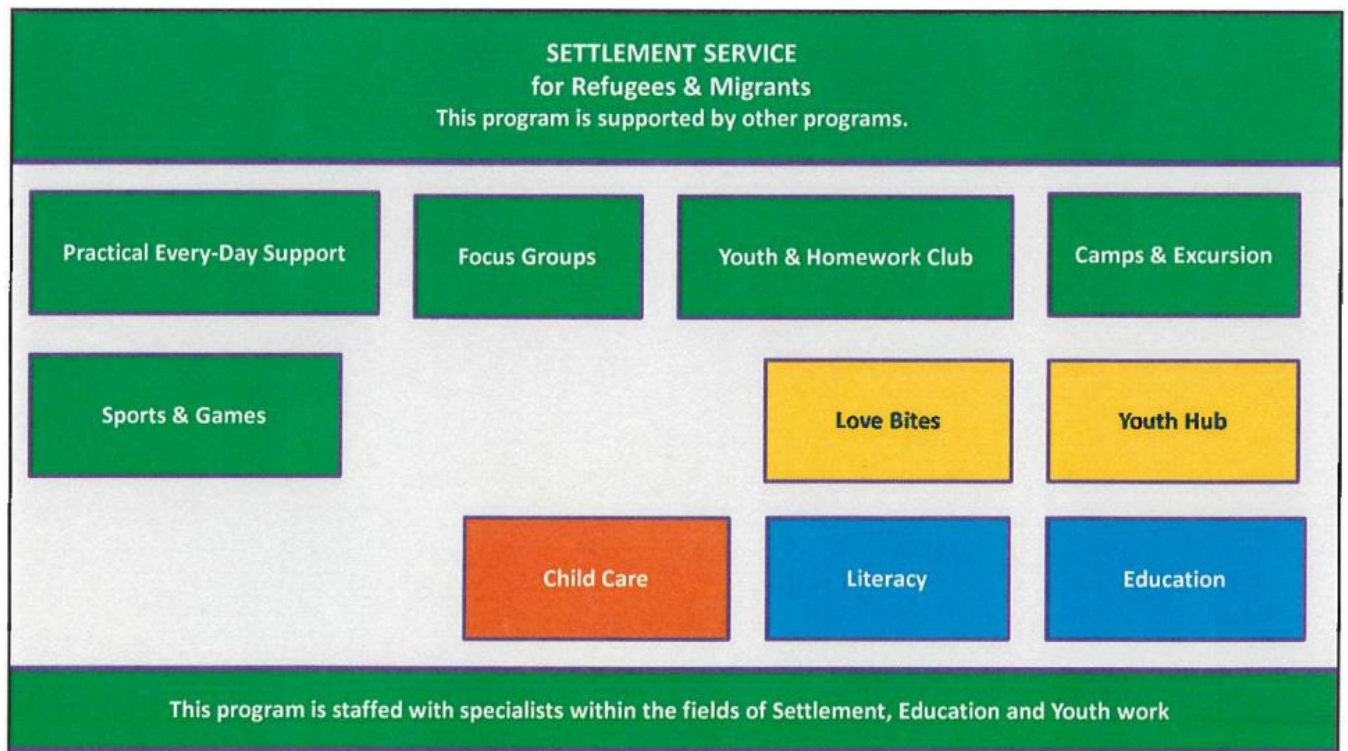 SETTLEMENT SERVICE
for Refugees & Migrants
This program is supported by other programs.
Practical Every-Day Support
Focus Groups
Youth & Homework Club
Camps & Excursion
Sports & Games
Love Bites
Youth Hub
Child Care
Literacy
Education
This program is staffed with specialists within the fields of Settlement, Education and Youth work